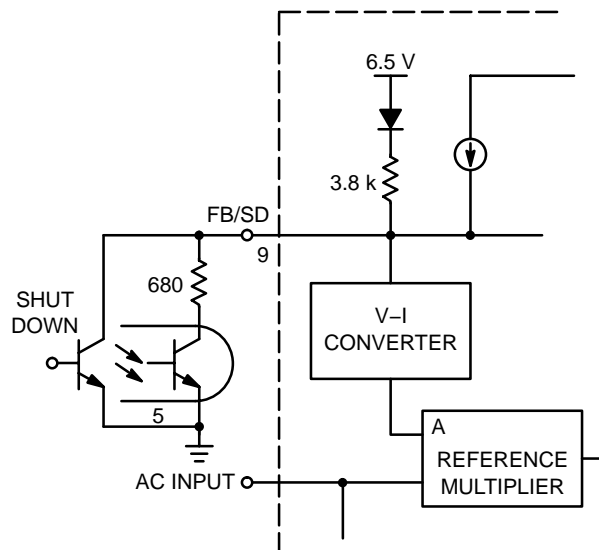 6.5 V
3.8 k
FB/SD
9
680
SHUT
DOWN
V–I
CONVERTER
5
A
REFERENCE
MULTIPLIER
AC INPUT